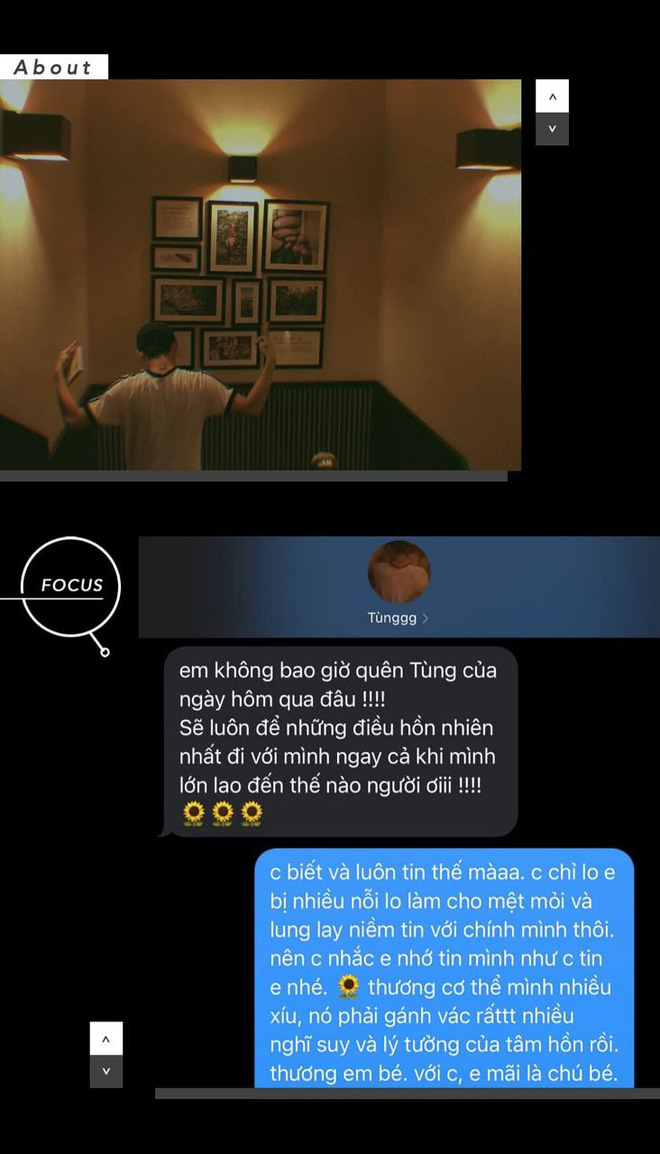 About
FOCUS
Tùnggg
em không bao giờ quên Tùng của
ngày hôm qua đâu !!!!
Sẽ luôn để những điều hồn nhiên
nhất đi với mình ngay cả khi mình
lớn lao đến thế nào người ơiii !!!!
🌻🌻🌻
c biết và luôn tin thế màaa. c chỉ lo e
bị nhiều nỗi lo làm cho mệt mỏi và
lung lay niềm tin với chính mình thôi.
nên c nhắc e nhớ tin mình như c tin
e nhé. 🌻 thương cơ thể mình nhiều
xíu, nó phải gánh vác rấttt nhiều
nghĩ suy và lý tưởng của tâm hồn rồi.
thương em bé. với c, e mãi là chú bé.